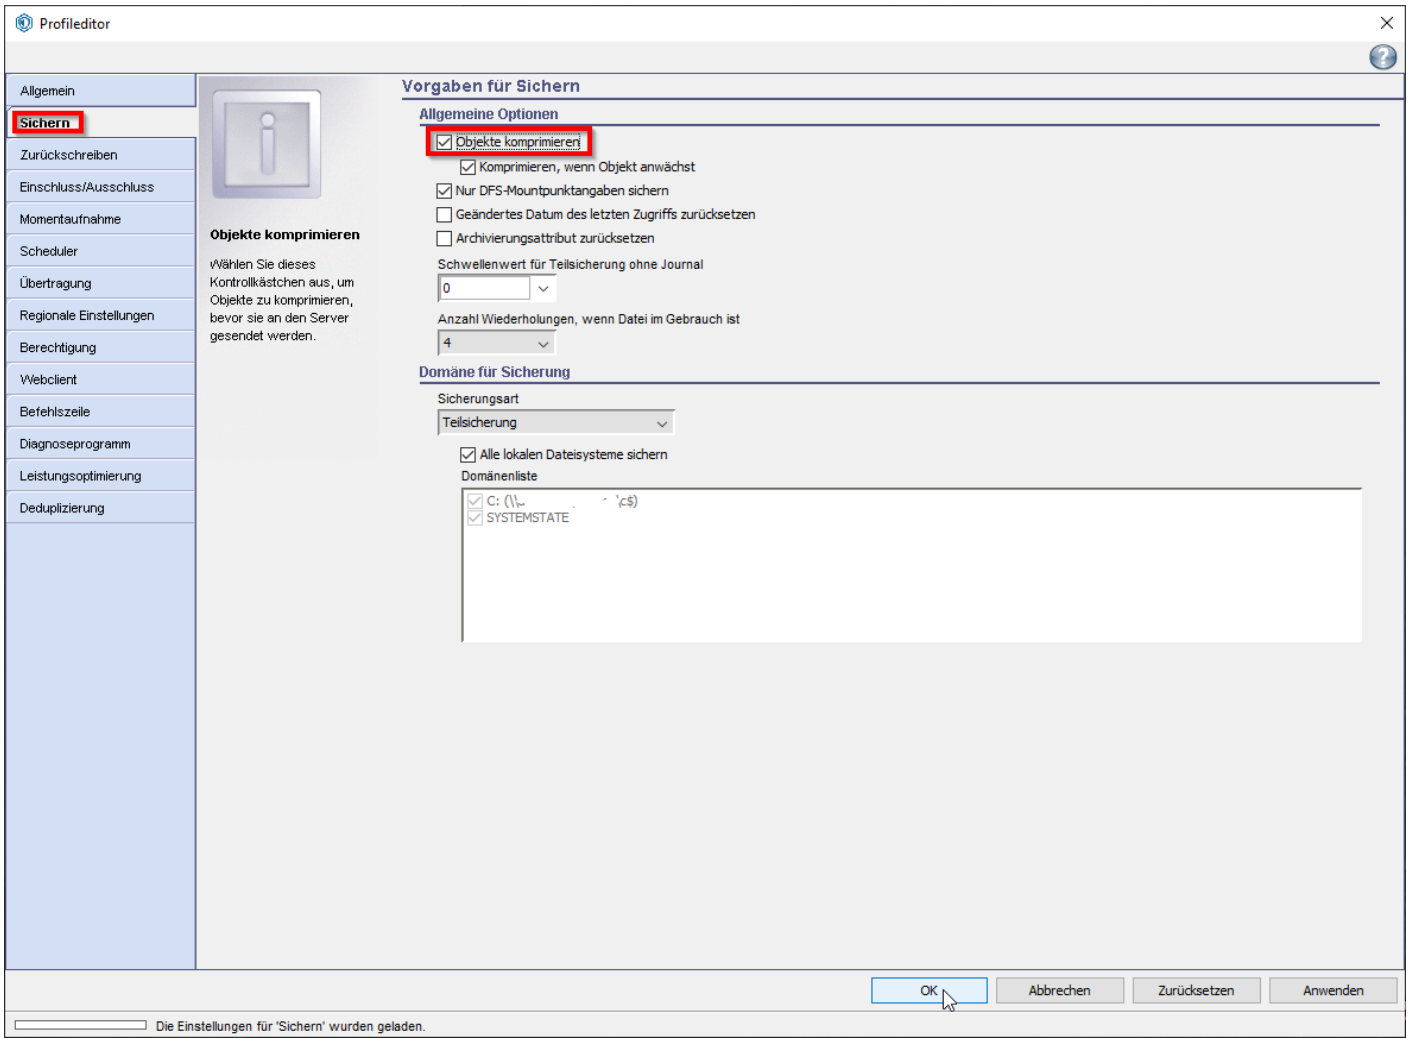 Profileditor
Allgemein
Sichern
Zurückschreiben
Einschluss/Ausschluss
Momentaufnahme
Scheduler
Übertragung
Regionale Einstellungen
Berechtigung
Webclient
Befehlszeile
Diagnoseprogramm
Leistungsoptimierung
Deduplizierung
Objekte komprimieren
Wählen Sie dieses
Kontrollkästchen aus, um
Objekte zu komprimieren,
bevor sie an den Server
gesendet werden.
Vorgaben für Sichern
Allgemeine Optionen
Objekte komprimieren
Komprimieren, wenn Objekt anwächst
Nur DFS-Mountpunktangaben sichern
Geändertes Datum des letzten Zugriffs zurücksetzen
Archivierungsattribut zurücksetzen
Schwellenwert für Teilsicherung ohne Journal
0
Anzahl Wiederholungen, wenn Datei im Gebrauch ist
4
Domäne für Sicherung
Sicherungsart
Teilsicherung
Alle lokalen Dateisysteme sichern
Domänenliste
C: (\\ \c$)
SYSTEMSTATE
OK
Abbrechen
Zurücksetzen
Anwenden
Die Einstellungen für 'Sichern' wurden geladen.